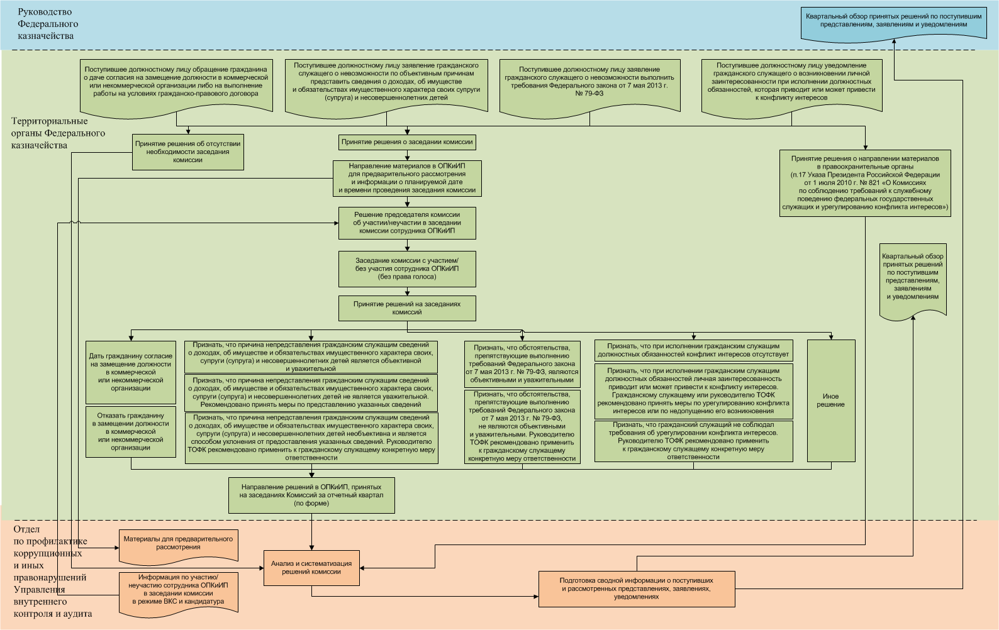 Руководство
Федерального
казначейства
Квартальный обзор принятых решений по поступившим
представлениям, заявлениям и уведомлениям
Поступившее должностному лицу обращение гражданина
о даче согласия на замещение должности в коммерческой
или некоммерческой организации либо на выполнение
работы на условиях гражданско-правового договора
Поступившее должностному лицу заявление гражданского
служащего о невозможности по объективным причинам
представить сведения о доходах, об имуществе
и обязательствах имущественного характера своих супруги
(супруга) и несовершеннолетних детей
Поступившее должностному лицу заявление
гражданского служащего о невозможности выполнить
требования Федерального закона от 7 мая 2013 г.
№ 79-ФЗ
Поступившее должностному лицу уведомление
гражданского служащего о возникновении личной
заинтересованности при исполнении должностных
обязанностей, которая приводит или может привести
к конфликту интересов
Территориальные
органы Федерального
казначейства
Принятие решения об отсутствии
необходимости заседания
комиссии
Принятие решения о заседании комиссии
Направление материалов в ОПКиИП
для предварительного рассмотрения
и информации о планируемой дате
и времени проведения заседания комиссии
Принятие решения о направлении материалов
в правоохранительные органы
(п.17 Указа Президента Российской Федерации
от 1 июля 2010 г. № 821 «О Комиссиях
по соблюдению требований к служебному
поведению федеральных государственных
служащих и урегулированию конфликта интересов»)
Решение председателя комиссии
об участии/неучастии в заседании
комиссии сотрудника ОПКиИП
Заседание комиссии с участием/
без участия сотрудника ОПКиИП
(без права голоса)
Принятие решений на заседаниях
комиссий
Квартальный обзор
принятых решений
по поступившим
представлениям,
заявлениям
и уведомлениям
Дать гражданину согласие
на замещение должности
в коммерческой
или некоммерческой
организации
Отказать гражданину
в замещении должности
в коммерческой
или некоммерческой
организации
Признать, что причина непредставления гражданским служащим сведений
о доходах, об имуществе и обязательствах имущественного характера своих,
супруги (супруга) и несовершеннолетних детей является объективной
и уважительной
Признать, что причина непредставления гражданским служащим сведений
о доходах, об имуществе и обязательствах имущественного характера своих,
супруги (супруга) и несовершеннолетних детей не является уважительной.
Рекомендовано принять меры по представлению указанных сведений
Признать, что причина непредставления гражданским служащим сведений
о доходах, об имуществе и обязательствах имущественного характера своих,
супруги (супруга) и несовершеннолетних детей необъективна и является
способом уклонения от предоставления указанных сведений. Руководителю
ТОФК рекомендовано применить к гражданскому служащему конкретную меру
ответственности
Признать, что обстоятельства,
препятствующие выполнению
требований Федерального закона
от 7 мая 2013 г. № 79-ФЗ, являются
объективными и уважительными
Признать, что обстоятельства,
препятствующие выполнению
требований Федерального закона
от 7 мая 2013 г. № 79-ФЗ,
не являются объективными
и уважительными. Руководителю
ТОФК рекомендовано применить
к гражданскому служащему
конкретную меру ответственности
Признать, что при исполнении гражданским служащим
должностных обязанностей конфликт интересов отсутствует
Признать, что при исполнении гражданским служащим
должностных обязанностей личная заинтересованность
приводит или может привести к конфликту интересов.
Гражданскому служащему или руководителю ТОФК
рекомендовано принять меры по урегулированию конфликта
интересов или по недопущению его возникновения
Признать, что гражданский служащий не соблюдал
требования об урегулировании конфликта интересов.
Руководителю ТОФК рекомендовано применить
к гражданскому служащему конкретную меру
ответственности
Иное
решение
Направление решений в ОПКиИП, принятых
на заседаниях Комиссий за отчетный квартал
(по форме)
Отдел
по профилактике
коррупционных
и иных
правонарушений
Управления
внутреннего
контроля и аудита
Материалы для предварительного
рассмотрения
Информация по участию/
неучастию сотрудника ОПКиИП
в заседании комиссии
в режиме ВКС и кандидатура
Анализ и систематизация
решений комиссии
Подготовка сводной информации о поступивших
и рассмотренных представлениях, заявлениях,
уведомлениях